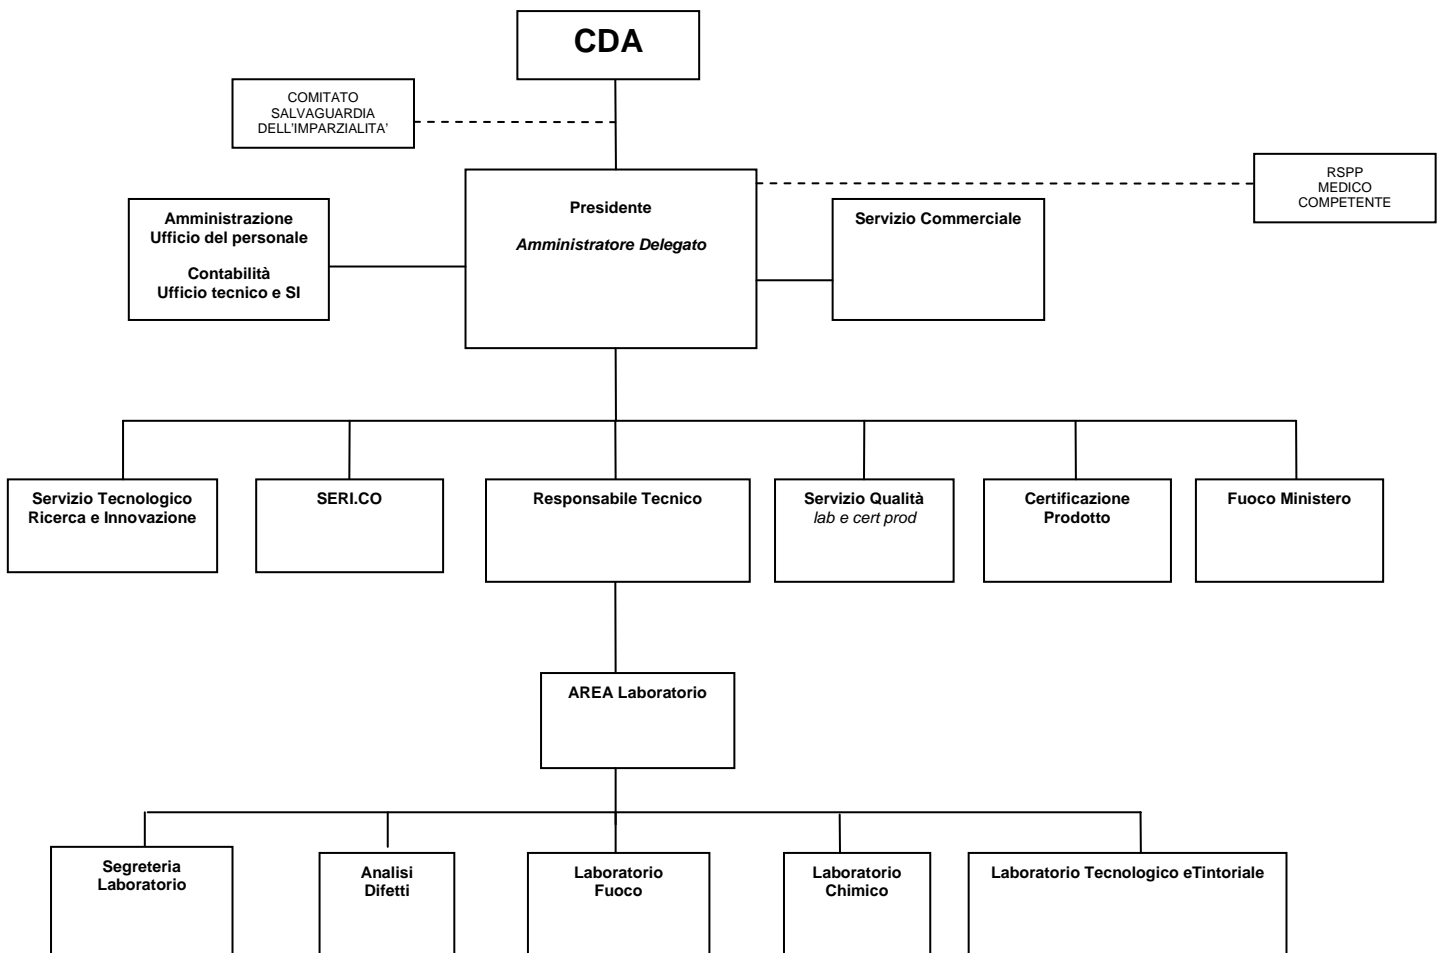 CDA
COMITATO
SALVAGUARDIA
DELL'IMPARZIALITA'
RSPP
MEDICO
COMPETENTE
Amministrazione
Ufficio del personale
Contabilità
Ufficio tecnico e SI
Presidente
Amministratore Delegato
Servizio Commerciale
Servizio Tecnologico
Ricerca e Innovazione
SERI.CO
Responsabile Tecnico
Servizio Qualità
lab e cert prod
Certificazione
Prodotto
Fuoco Ministero
AREA Laboratorio
Segreteria
Laboratorio
Analisi
Difetti
Laboratorio
Fuoco
Laboratorio
Chimico
Laboratorio Tecnologico eTintoriale